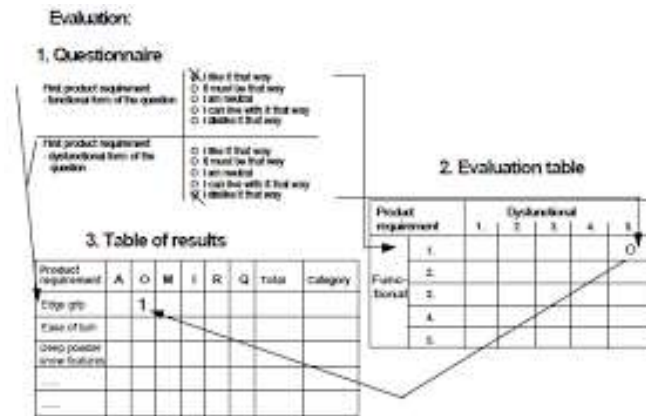 Evaluation:
1. Questionnaire
First product requirement
- functional form of the question
I like it that way
It must be that way
I am neutral
I can live with it that way
I dislike it that way
First product requirement
- dysfunctional form of the question
I like it that way
It must be that way
I am neutral
I can live with it that way
I dislike it that way
2. Evaluation table
Product requirement
Dysfunctional
1. 2. 3. 4. 5.
Func-
tional
1. O
2.
3.
4.
5.
3. Table of results
Product requirement A O M I R Q Total Category
Edge grip 1
Ease of turn
Deep powder
snow features
......
......